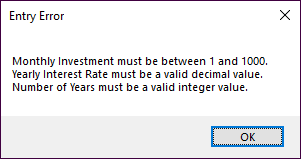 Entry Error
Monthly Investment must be between 1 and 1000.
Yearly Interest Rate must be a valid decimal value.
Number of Years must be a valid integer value.
OK